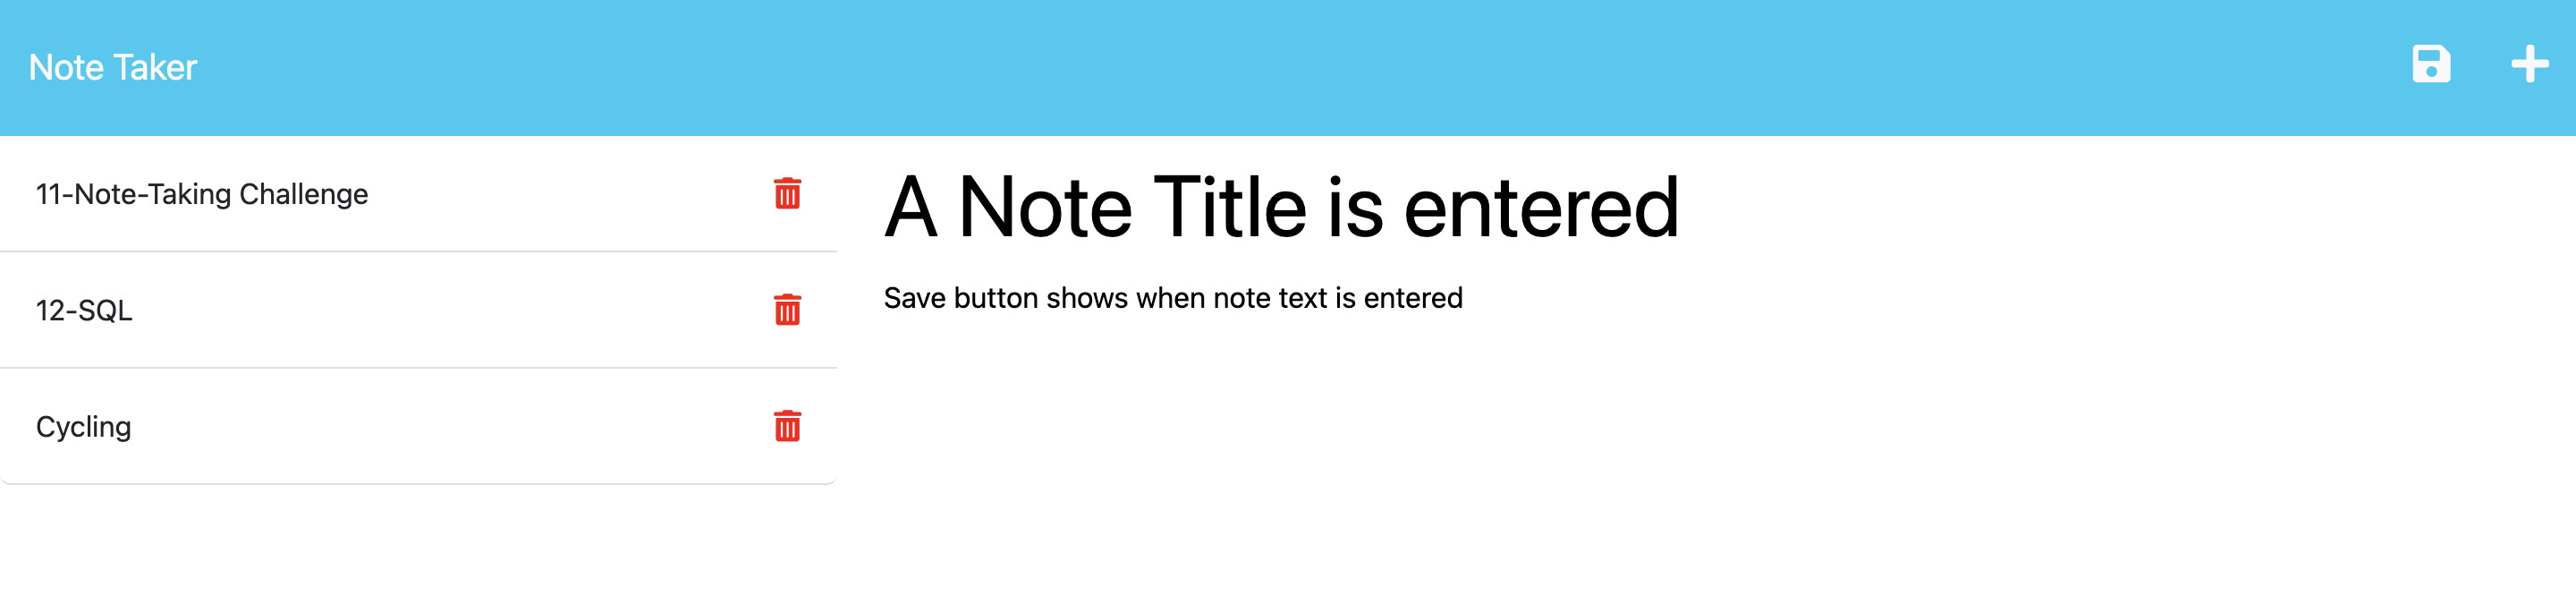 Note Taker
11-Note-Taking Challenge
12-SQL
Cycling
A Note Title is entered
Save button shows when note text is entered